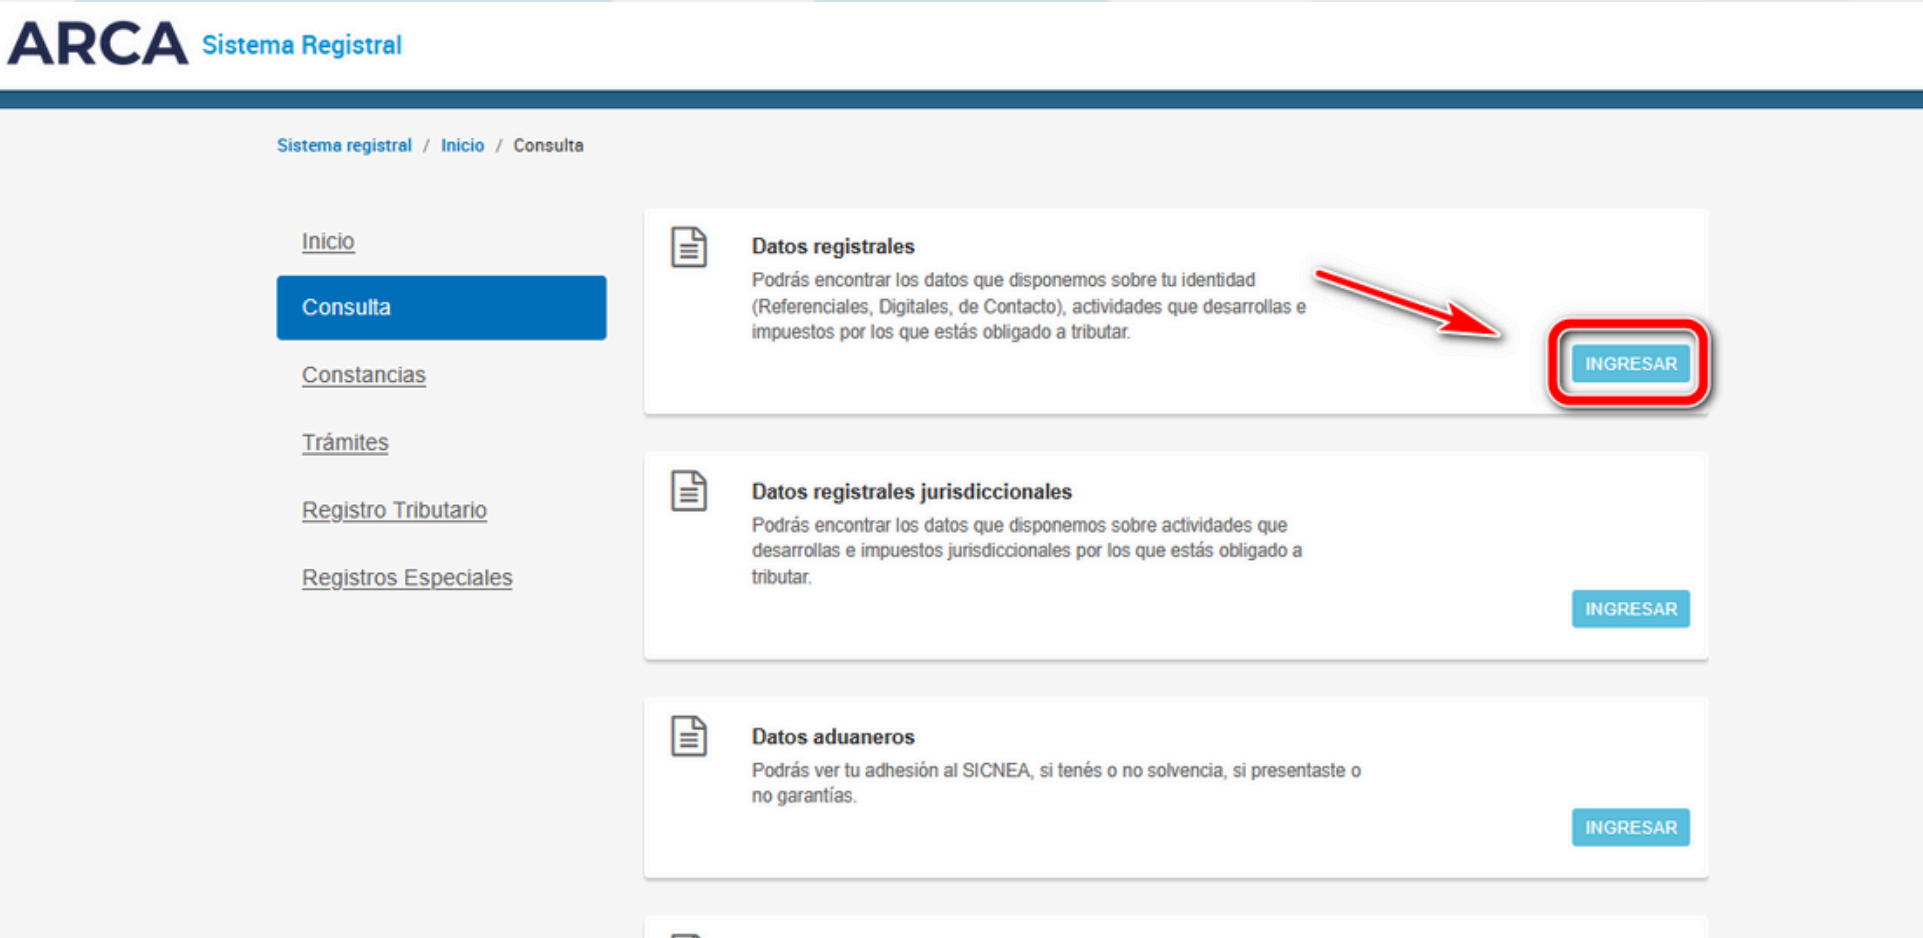 ARCA Sistema Registral
Sistema registral / Inicio / Consulta
Inicio
Consulta
Constancias
Trámites
Registro Tributario
Registros Especiales
Datos registrales
Podrás encontrar los datos que disponemos sobre tu identidad
(Referenciales, Digitales, de Contacto), actividades que desarrollas e
impuestos por los que estás obligado a tributar.
INGRESAR
Datos registrales jurisdiccionales
Podrás encontrar los datos que disponemos sobre actividades que
desarrollas e impuestos jurisdiccionales por los que estás obligado a
tributar.
INGRESAR
Datos aduaneros
Podrás ver tu adhesión al SICNEA, si tenés o no solvencia, si presentaste o
no garantías.
INGRESAR